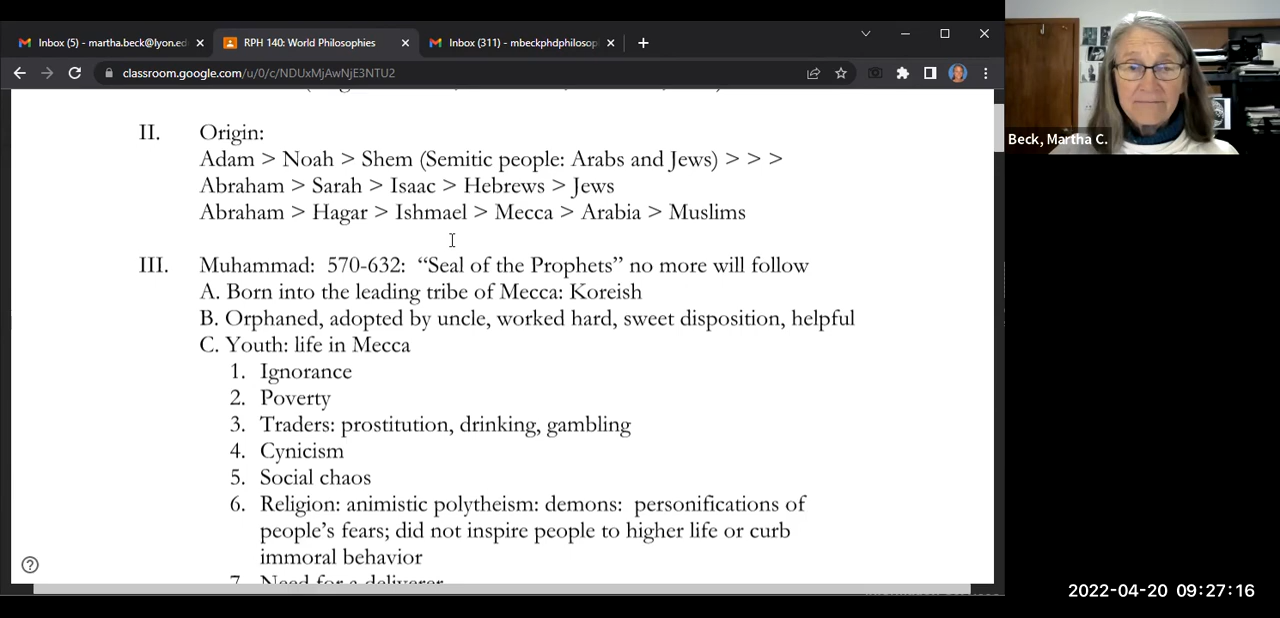 Inbox (5) - martha.beck@lyon.ed
RPH 140: World Philosophies
Inbox (311) - mbeckphdphilosop
classroom.google.com/u/0/c/NDUxMjAwNjE3NTU2
II. Origin:
Adam > Noah > Shem (Semitic people: Arabs and Jews) > > >
Abraham > Sarah > Isaac > Hebrews > Jews
Abraham > Hagar > Ishmael > Mecca > Arabia > Muslims
III. Muhammad: 570-632: “Seal of the Prophets” no more will follow
A. Born into the leading tribe of Mecca: Koreish
B. Orphaned, adopted by uncle, worked hard, sweet disposition, helpful
C. Youth: life in Mecca
1. Ignorance
2. Poverty
3. Traders: prostitution, drinking, gambling
4. Cynicism
5. Social chaos
6. Religion: animistic polytheism: demons: personifications of
people’s fears; did not inspire people to higher life or curb
immoral behavior
7. Need for a deliverer
Beck, Martha C.
2022-04-20 09:27:16